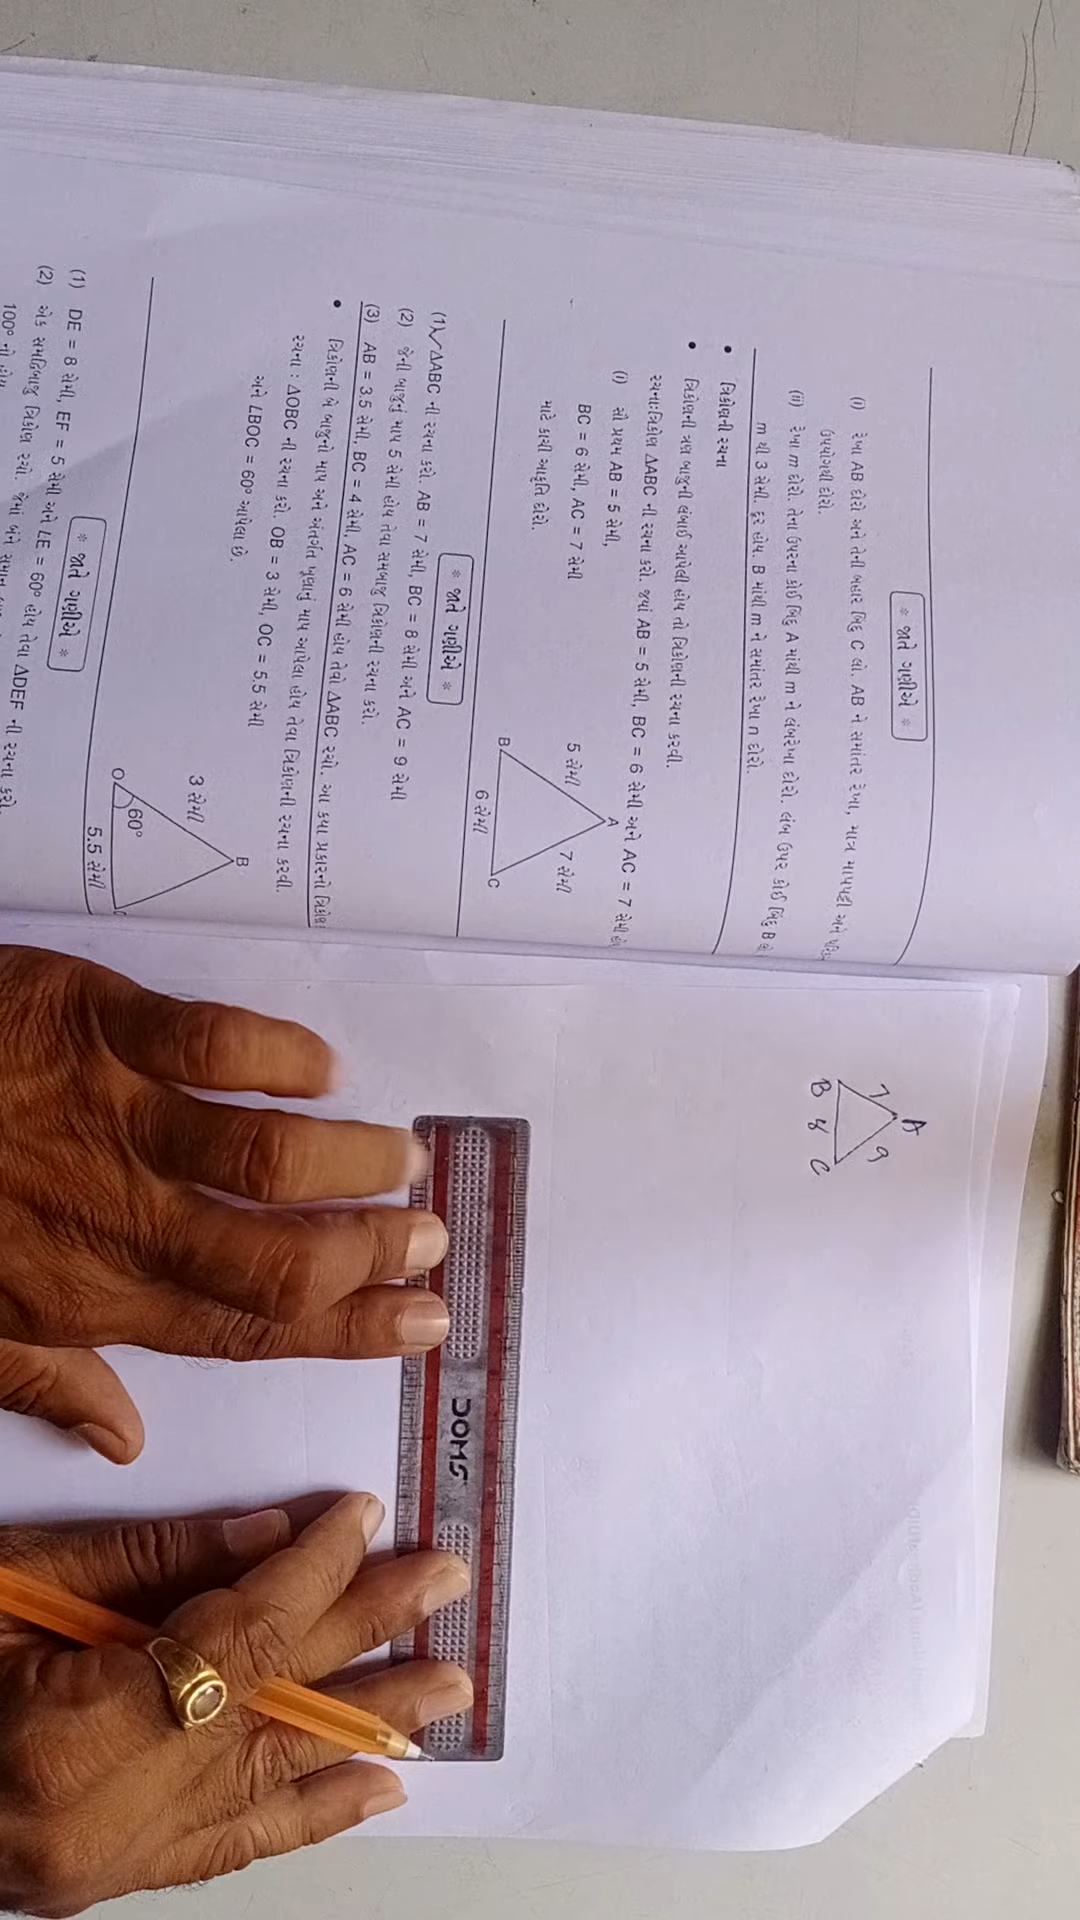 * જાતે ગણીએ *
(i) રેખા AB દોરો અને તેની બહાર બિંદુ C લો. AB ને સમાંતર રેખા, માત્ર માપપટ્ટી અને
ઉપયોગથી દોરો.
(ii) રેખા m દોરો. તેના ઉપરના કોઈ બિંદુ A માંથી m ને લંબરેખા દોરો. લંબ ઉપર કોઈ બિંદુ B
m થી 3 સેમી. દૂર હોય. B માંથી m ને સમાંતર રેખા n દોરો.
• ત્રિકોણની રચના
• ત્રિકોણની ત્રણ બાજુની લંબાઈ આપેલી હોય તો ત્રિકોણની રચના કરવી.
રચના:ત્રિકોણ ΔABC ની રચના કરો. જ્યાં AB = 5 સેમી, BC = 6 સેમી અને AC = 7 સેમી
(i) સૌ પ્રથમ AB = 5 સેમી,
BC = 6 સેમી, AC = 7 સેમી
માટે કાચી આકૃતિ દોરો.
A
5 સેમી 7 સેમી
B C
6 સેમી
* જાતે ગણીએ *
(1) ΔABC ની રચના કરો. AB = 7 સેમી, BC = 8 સેમી અને AC = 9 સેમી
(2) જેની બાજુનું માપ 5 સેમી હોય તેવા સમબાજુ ત્રિકોણની રચના કરો.
(3) AB = 3.5 સેમી, BC = 4 સેમી, AC = 6 સેમી હોય તેવો ΔABC રચો. આ કયા પ્રકારનો
• ત્રિકોણની બે બાજુનો માપ અને અંતર્ગત ખૂણાનું માપ આપેલા હોય તેવા ત્રિકોણની રચના કરવી.
રચના : ΔOBC ની રચના કરો. OB = 3 સેમી, OC = 5.5 સેમી
અને ∠BOC = 60° આપેલા છે.
B
3 સેમી
60°
O
5.5 સેમી
* જાતે ગણીએ *
(1) DE = 8 સેમી, EF = 5 સેમી અને ∠E = 60° હોય તેવા ΔDEF ની રચના કરો.
(2) એક સમદ્વિબાજુ ત્રિકોણ રચો. જેમાં બંને સમાન
100°
A
7 9
B 8 C
DOMS